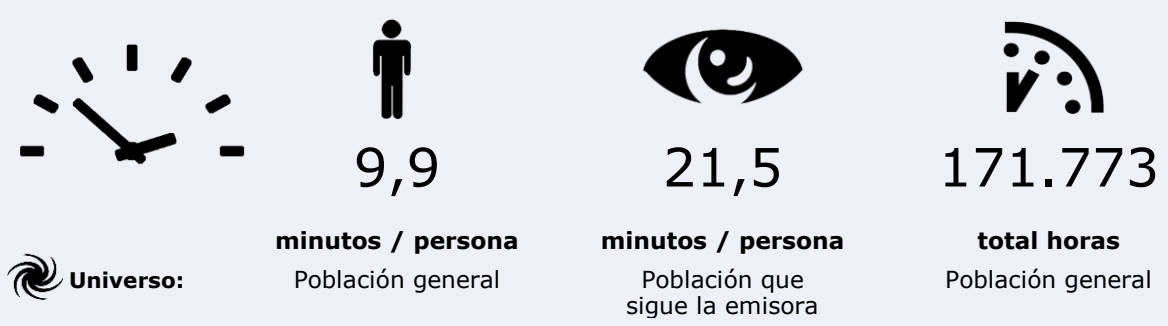 9,9
21,5
171.773
minutos / persona
minutos / persona
total horas
Universo:
Población general
Población que
sigue la emisora
Población general